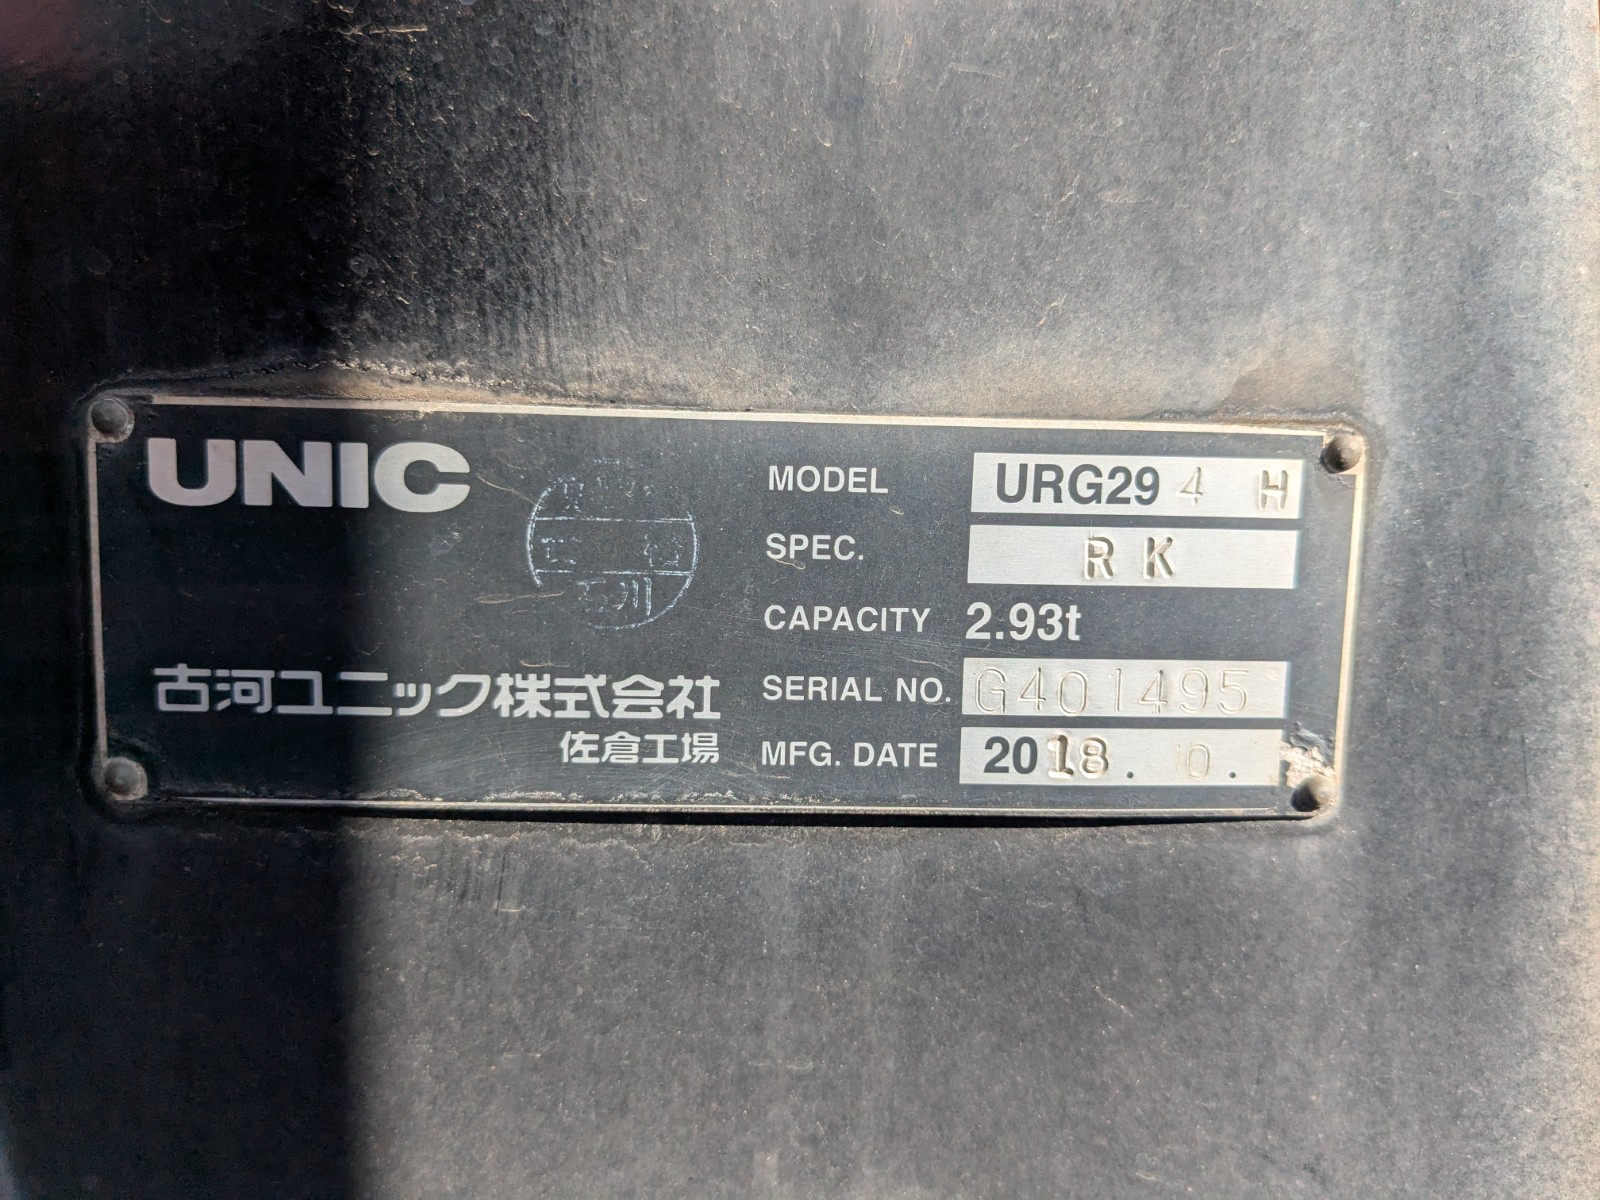 UNIC
MODEL URG294 H
SPEC. RK
CAPACITY 2.93t
SERIAL NO. G401495
MFG. DATE 2018. 10.
古河ユニック株式会社
佐倉工場